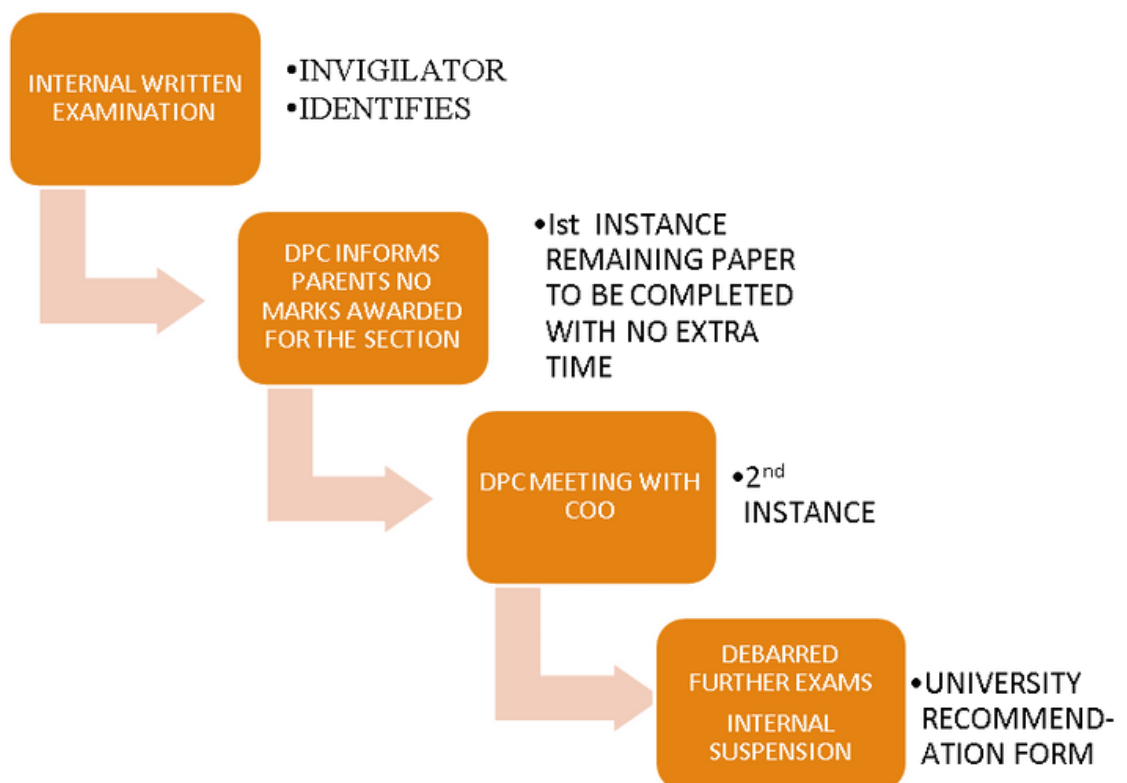 INTERNAL WRITTEN
EXAMINATION
•INVIGILATOR
•IDENTIFIES
DPC INFORMS
PARENTS NO
MARKS AWARDED
FOR THE SECTION
•Ist INSTANCE
REMAINING PAPER
TO BE COMPLETED
WITH NO EXTRA
TIME
DPC MEETING WITH
COO
•2nd
INSTANCE
DEBARRED
FURTHER EXAMS
INTERNAL
SUSPENSION
•UNIVERSITY
RECOMMEND-
ATION FORM